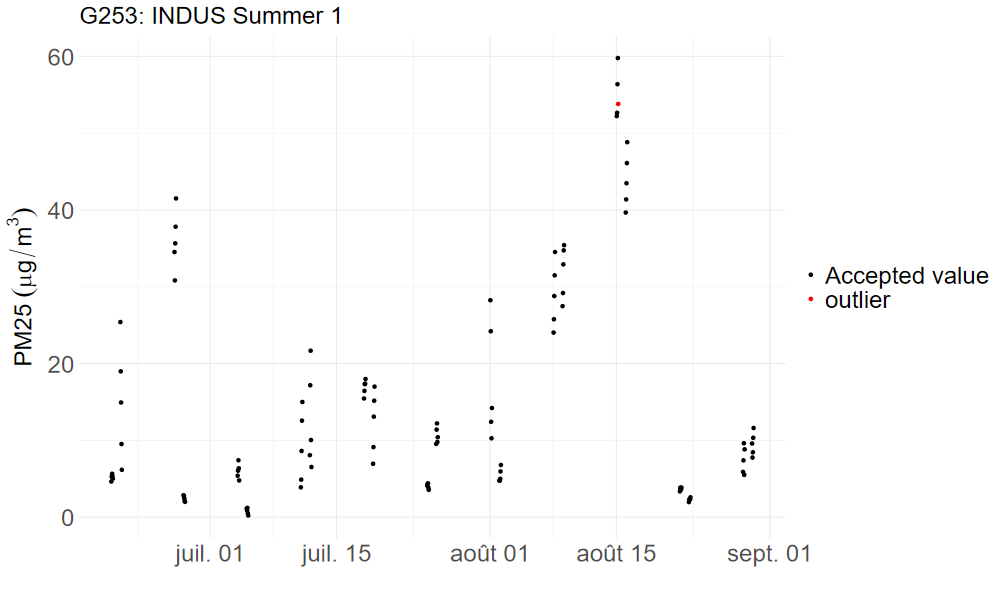 G253: INDUS Summer 1
60
40
20
0
PM25 (μg/m³)
juil. 01
juil. 15
août 01
août 15
sept. 01
Accepted value
outlier